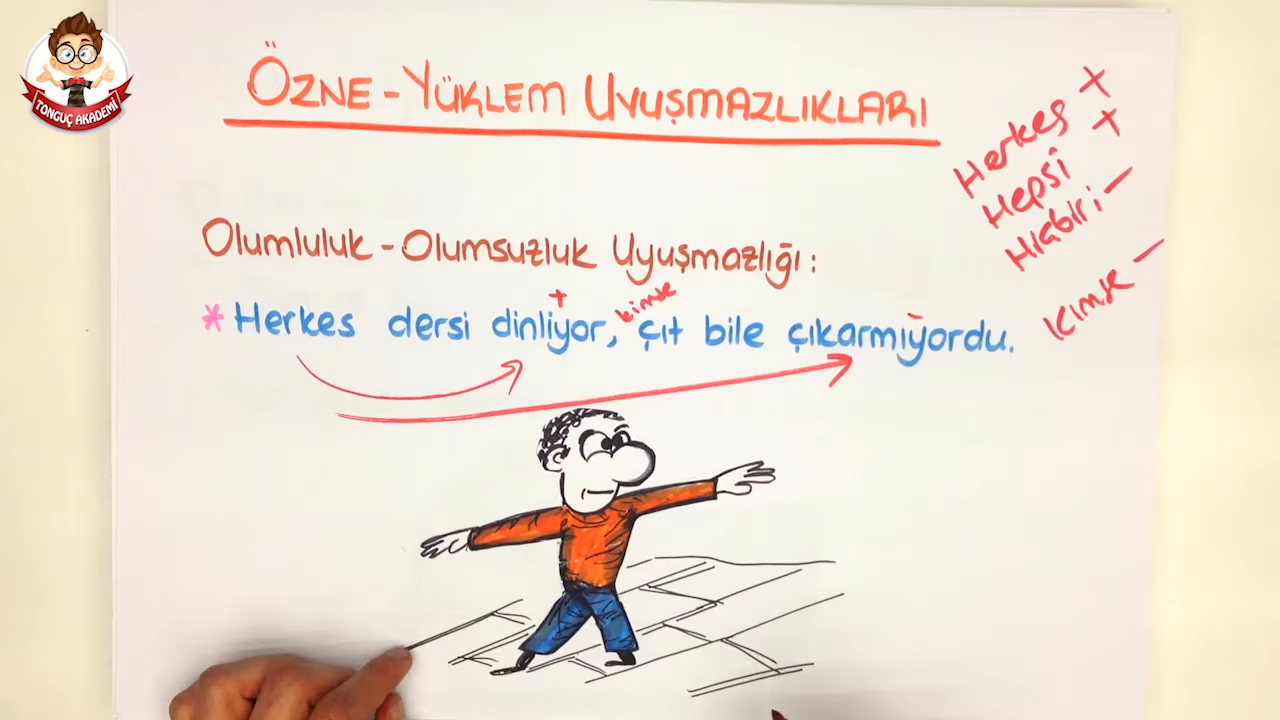 TONGUÇ AKADEMİ
ÖZNE - YÜKLEM UYUŞMAZLIKLARI
Herkes +
Hepsi +
Hiçbiri -
Kimse -
Olumluluk - Olumsuzluk Uyuşmazlığı :
+ kimse -
* Herkes dersi dinliyor, çıt bile çıkarmıyordu.